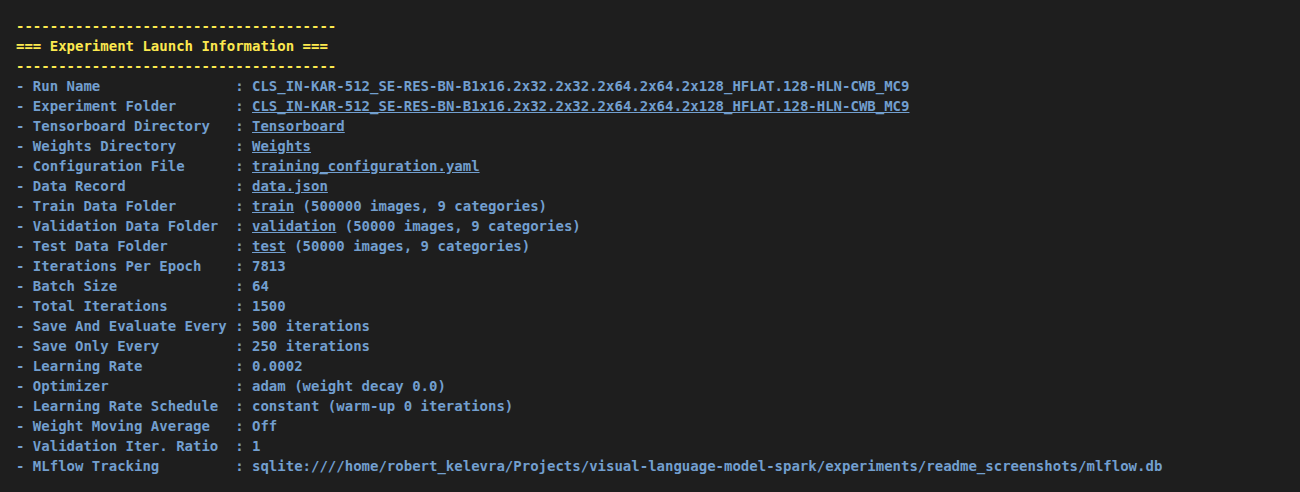 --------------------------------------
=== Experiment Launch Information ===
--------------------------------------
- Run Name                : CLS_IN-KAR-512_SE-RES-BN-B1x16.2x32.2x32.2x64.2x64.2x128_HFLAT.128-HLN-CWB_MC9
- Experiment Folder       : CLS_IN-KAR-512_SE-RES-BN-B1x16.2x32.2x32.2x64.2x64.2x128_HFLAT.128-HLN-CWB_MC9
- Tensorboard Directory   : Tensorboard
- Weights Directory       : Weights
- Configuration File      : training_configuration.yaml
- Data Record             : data.json
- Train Data Folder       : train (500000 images, 9 categories)
- Validation Data Folder  : validation (50000 images, 9 categories)
- Test Data Folder        : test (50000 images, 9 categories)
- Iterations Per Epoch    : 7813
- Batch Size              : 64
- Total Iterations        : 1500
- Save And Evaluate Every : 500 iterations
- Save Only Every         : 250 iterations
- Learning Rate           : 0.0002
- Optimizer               : adam (weight decay 0.0)
- Learning Rate Schedule  : constant (warm-up 0 iterations)
- Weight Moving Average   : Off
- Validation Iter. Ratio  : 1
- MLflow Tracking         : sqlite:////home/robert_kelevra/Projects/visual-language-model-spark/experiments/readme_screenshots/mlflow.db